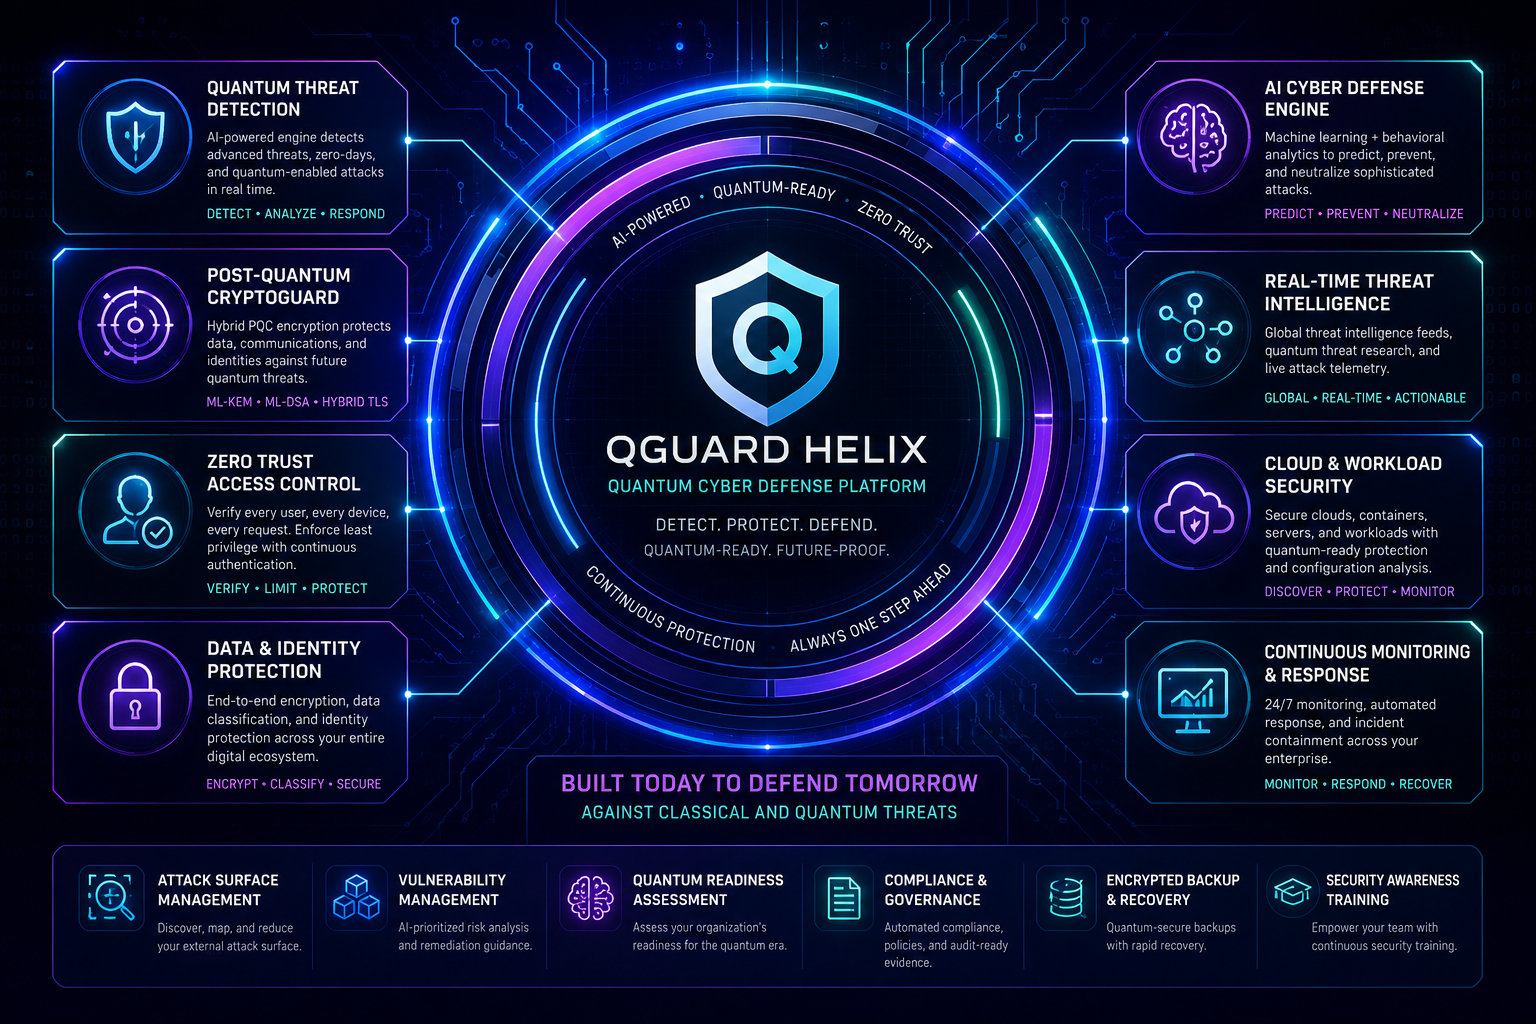 QUANTUM THREAT
DETECTION
AI-powered engine detects
advanced threats, zero-days,
and quantum-enabled attacks
in real time.
DETECT • ANALYZE • RESPOND
POST-QUANTUM
CRYPTOGUARD
Hybrid PQC encryption protects
data, communications, and
identities against future
quantum threats.
ML-KEM • ML-DSA • HYBRID TLS
ZERO TRUST
ACCESS CONTROL
Verify every user, every device,
every request. Enforce least
privilege with continuous
authentication.
VERIFY • LIMIT • PROTECT
DATA & IDENTITY
PROTECTION
End-to-end encryption, data
classification, and identity
protection across your entire
digital ecosystem.
ENCRYPT • CLASSIFY • SECURE
AI-POWERED • QUANTUM-READY • ZERO TRUST
Q
QGUARD HELIX
QUANTUM CYBER DEFENSE PLATFORM
DETECT. PROTECT. DEFEND.
QUANTUM-READY. FUTURE-PROOF.
CONTINUOUS PROTECTION • ALWAYS ONE STEP AHEAD
AI CYBER DEFENSE
ENGINE
Machine learning + behavioral
analytics to predict, prevent,
and neutralize sophisticated
attacks.
PREDICT • PREVENT • NEUTRALIZE
REAL-TIME THREAT
INTELLIGENCE
Global threat intelligence feeds,
quantum threat research, and
live attack telemetry.
GLOBAL • REAL-TIME • ACTIONABLE
CLOUD & WORKLOAD
SECURITY
Secure clouds, containers,
servers, and workloads with
quantum-ready protection
and configuration analysis.
DISCOVER • PROTECT • MONITOR
CONTINUOUS MONITORING
& RESPONSE
24/7 monitoring, automated
response, and incident
containment across your
enterprise.
MONITOR • RESPOND • RECOVER
BUILT TODAY TO DEFEND TOMORROW
AGAINST CLASSICAL AND QUANTUM THREATS
ATTACK SURFACE
MANAGEMENT
Discover, map, and reduce
your external attack surface.
VULNERABILITY
MANAGEMENT
AI-prioritized risk analysis
and remediation guidance.
QUANTUM READINESS
ASSESSMENT
Assess your organization's
readiness for the quantum era.
COMPLIANCE &
GOVERNANCE
Automated compliance,
policies, and audit-ready
evidence.
ENCRYPTED BACKUP
& RECOVERY
Quantum-secure backups
with rapid recovery.
SECURITY AWARENESS
TRAINING
Empower your team with
continuous security training.